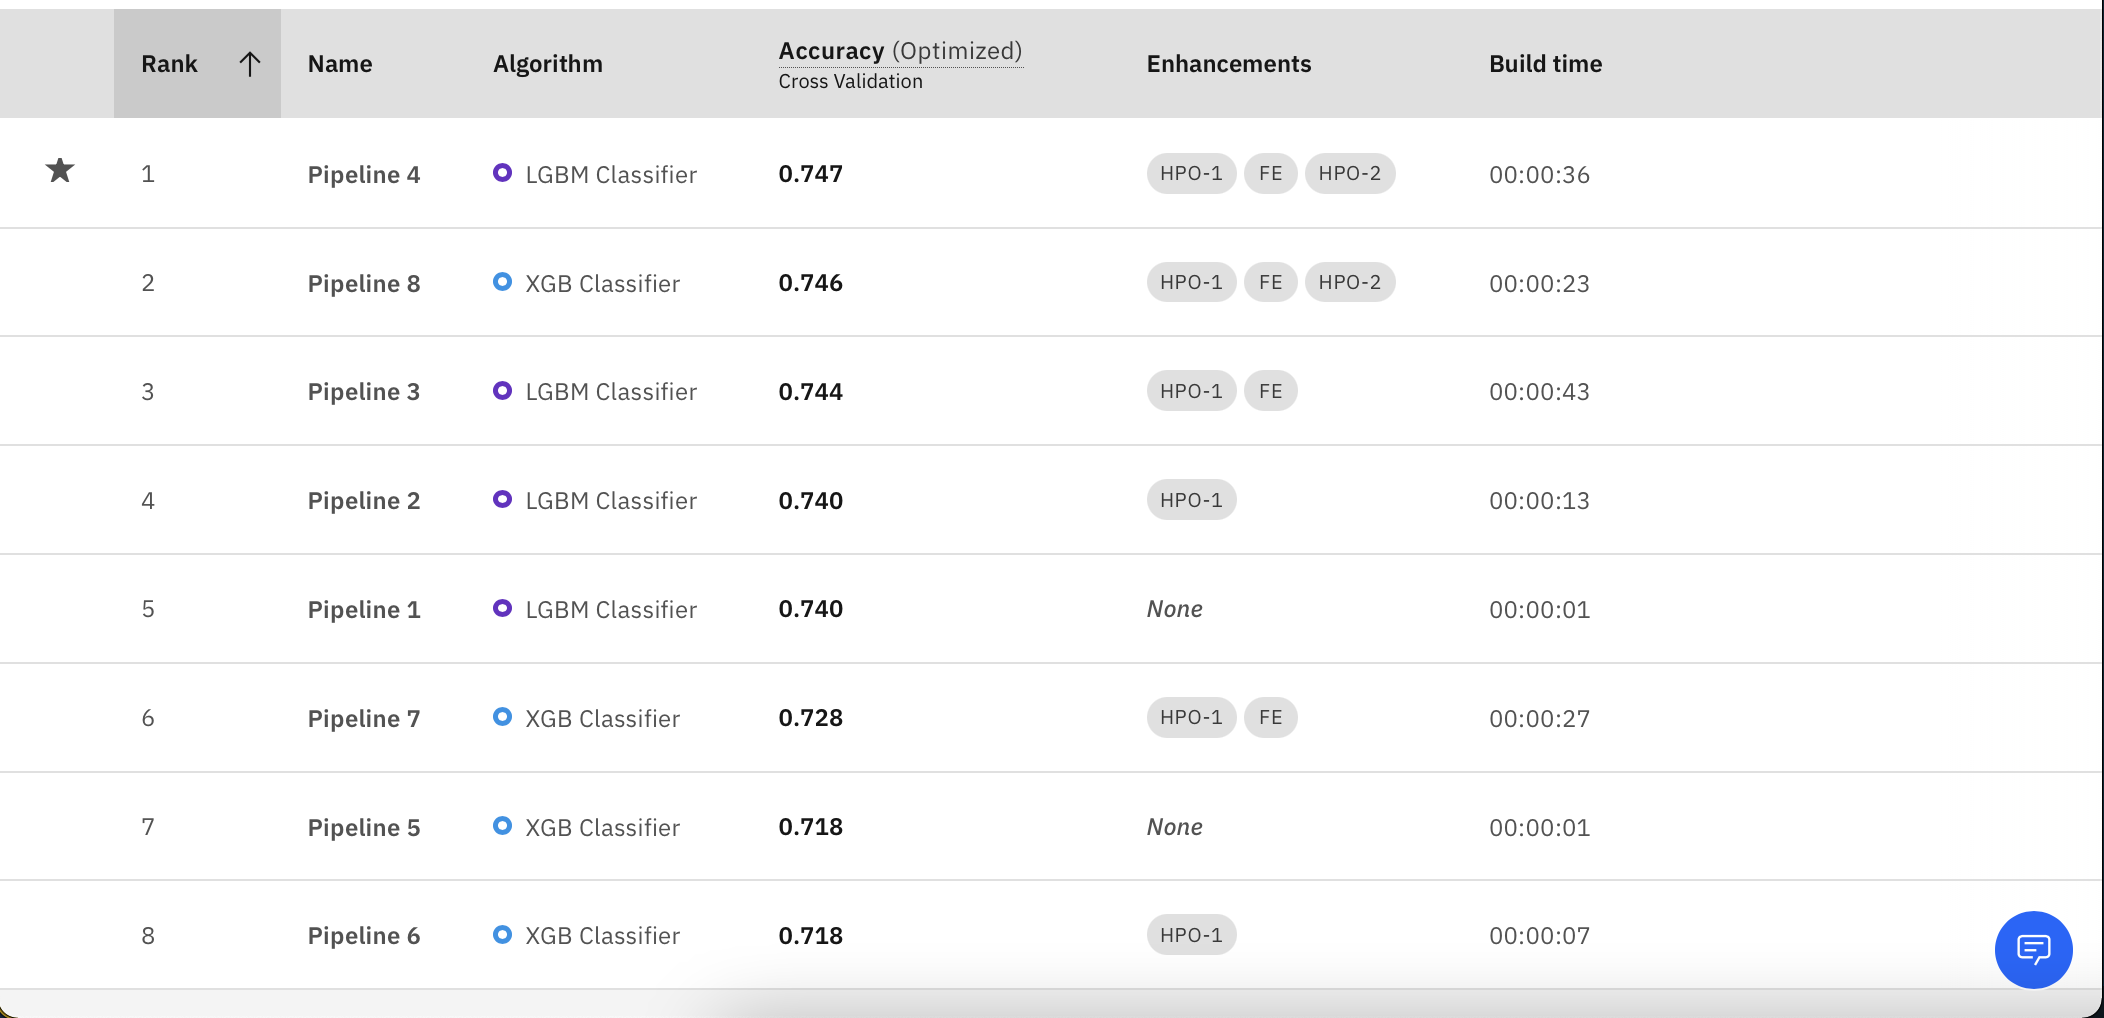 Rank Name Algorithm Accuracy (Optimized) Enhancements Build time
Cross Validation
1 Pipeline 4 LGBM Classifier 0.747 HPO-1 FE HPO-2 00:00:36
2 Pipeline 8 XGB Classifier 0.746 HPO-1 FE HPO-2 00:00:23
3 Pipeline 3 LGBM Classifier 0.744 HPO-1 FE 00:00:43
4 Pipeline 2 LGBM Classifier 0.740 HPO-1 00:00:13
5 Pipeline 1 LGBM Classifier 0.740 None 00:00:01
6 Pipeline 7 XGB Classifier 0.728 HPO-1 FE 00:00:27
7 Pipeline 5 XGB Classifier 0.718 None 00:00:01
8 Pipeline 6 XGB Classifier 0.718 HPO-1 00:00:07